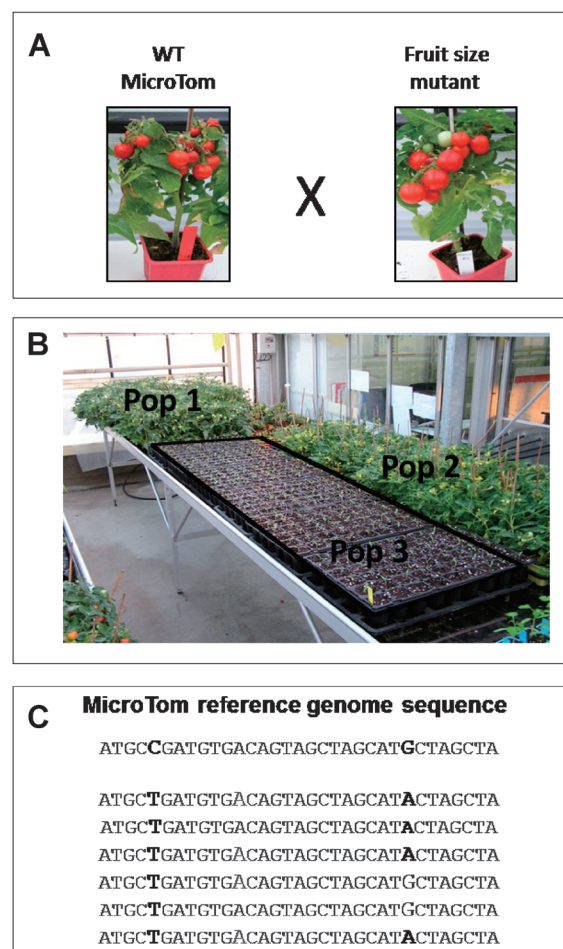 A
WT
MicroTom
Fruit size
mutant
X
B
Pop 1
Pop 2
Pop 3
C
MicroTom reference genome sequence
ATGCCGATGTGACAGTAGCTAGCATGCTAGCTA
ATGCTGATGTGACAGTAGCTAGCATACTAGCTA
ATGCTGATGTGACAGTAGCTAGCATACTAGCTA
ATGCTGATGTGACAGTAGCTAGCATACTAGCTA
ATGCTGATGTGACAGTAGCTAGCATGCTAGCTA
ATGCTGATGTGACAGTAGCTAGCATGCTAGCTA
ATGCTGATGTGACAGTAGCTAGCATACTAGCTA